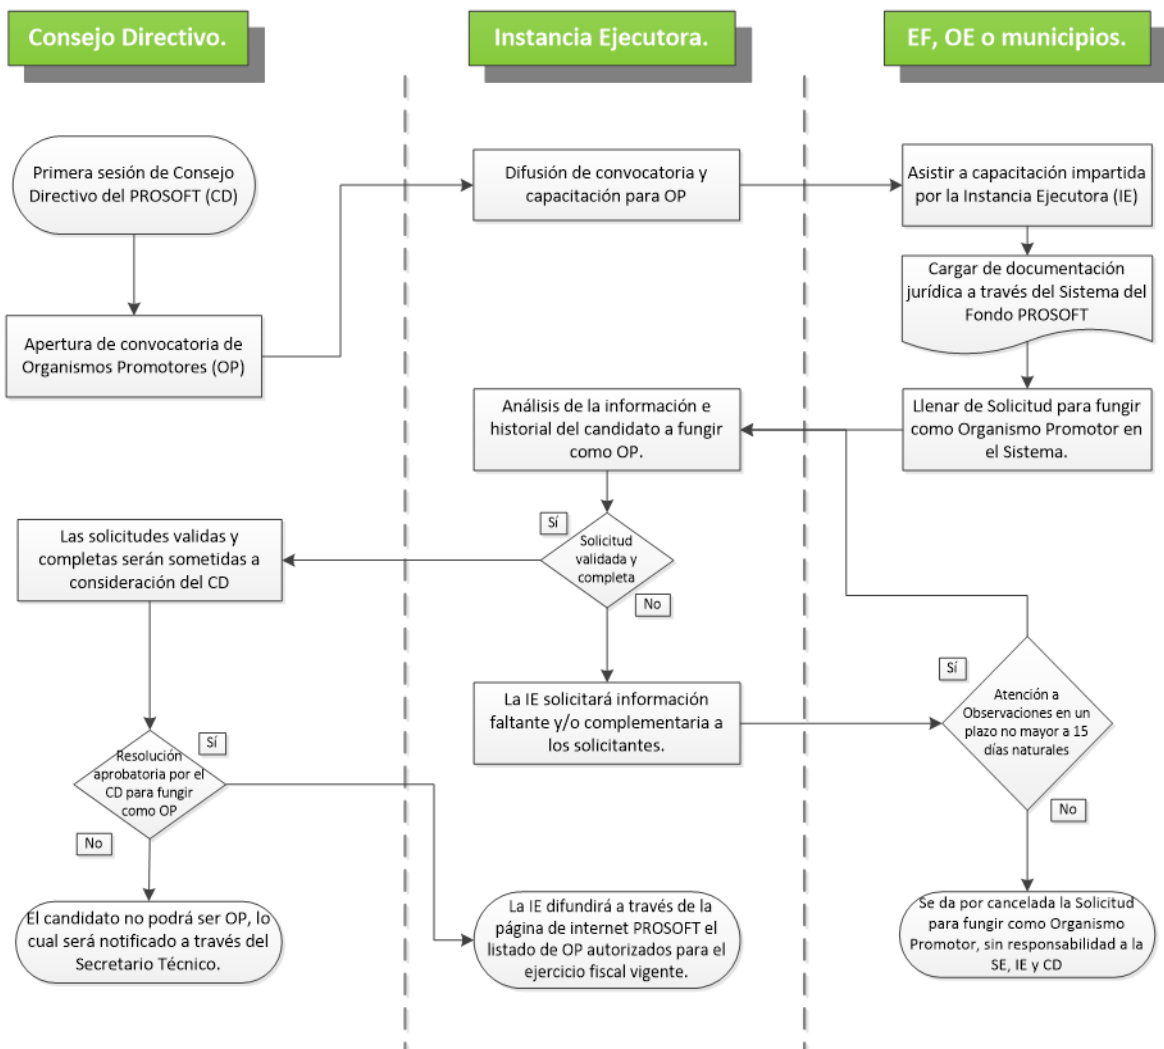 Consejo Directivo.
Instancia Ejecutora.
EF, OE o municipios.
Primera sesión de Consejo
Directivo del PROSOFT (CD)
Difusión de convocatoria y
capacitación para OP
Asistir a capacitación impartida
por la Instancia Ejecutora (IE)
Cargar de documentación
jurídica a través del Sistema del
Fondo PROSOFT
Apertura de convocatoria de
Organismos Promotores (OP)
Análisis de la información e
historial del candidato a fungir
como OP.
Llenar de Solicitud para fungir
como Organismo Promotor en
el Sistema.
Sí
Solicitud
validada y
completa
No
Las solicitudes validas y
completas serán sometidas a
consideración del CD
La IE solicitará información
faltante y/o complementaria a
los solicitantes.
Sí
Atención a
Observaciones en un
plazo no mayor a 15
días naturales
No
Sí
Resolución
aprobatoria por el
CD para fungir
como OP
No
El candidato no podrá ser OP, lo
cual será notificado a través del
Secretario Técnico.
La IE difundirá a través de la
página de internet PROSOFT el
listado de OP autorizados para el
ejercicio fiscal vigente.
Se da por cancelada la Solicitud
para fungir como Organismo
Promotor, sin responsabilidad a la
SE, IE y CD